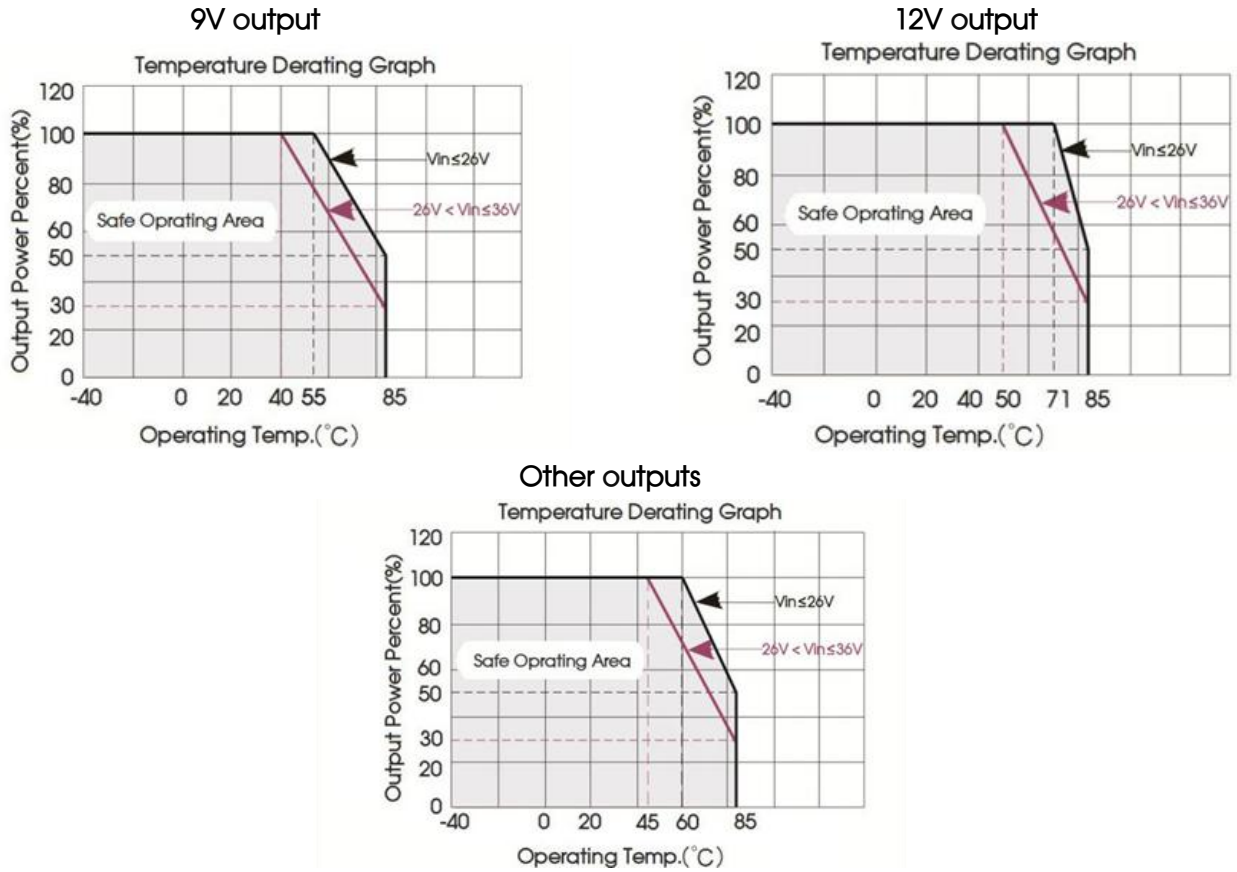 9V output
Temperature Derating Graph
Output Power Percent(%)
120
100
80
60
50
30
20
0
-40 0 20 40 55 85
Operating Temp.(°C)
Safe Oprating Area
Vin≤26V
26V < Vin≤36V
12V output
Temperature Derating Graph
Output Power Percent(%)
120
100
80
60
50
30
20
0
-40 0 20 40 50 71 85
Operating Temp.(°C)
Safe Oprating Area
Vin≤26V
26V < Vin≤36V
Other outputs
Temperature Derating Graph
Output Power Percent(%)
120
100
80
60
50
30
20
0
-40 0 20 45 60 85
Operating Temp.(°C)
Safe Oprating Area
Vin≤26V
26V < Vin≤36V